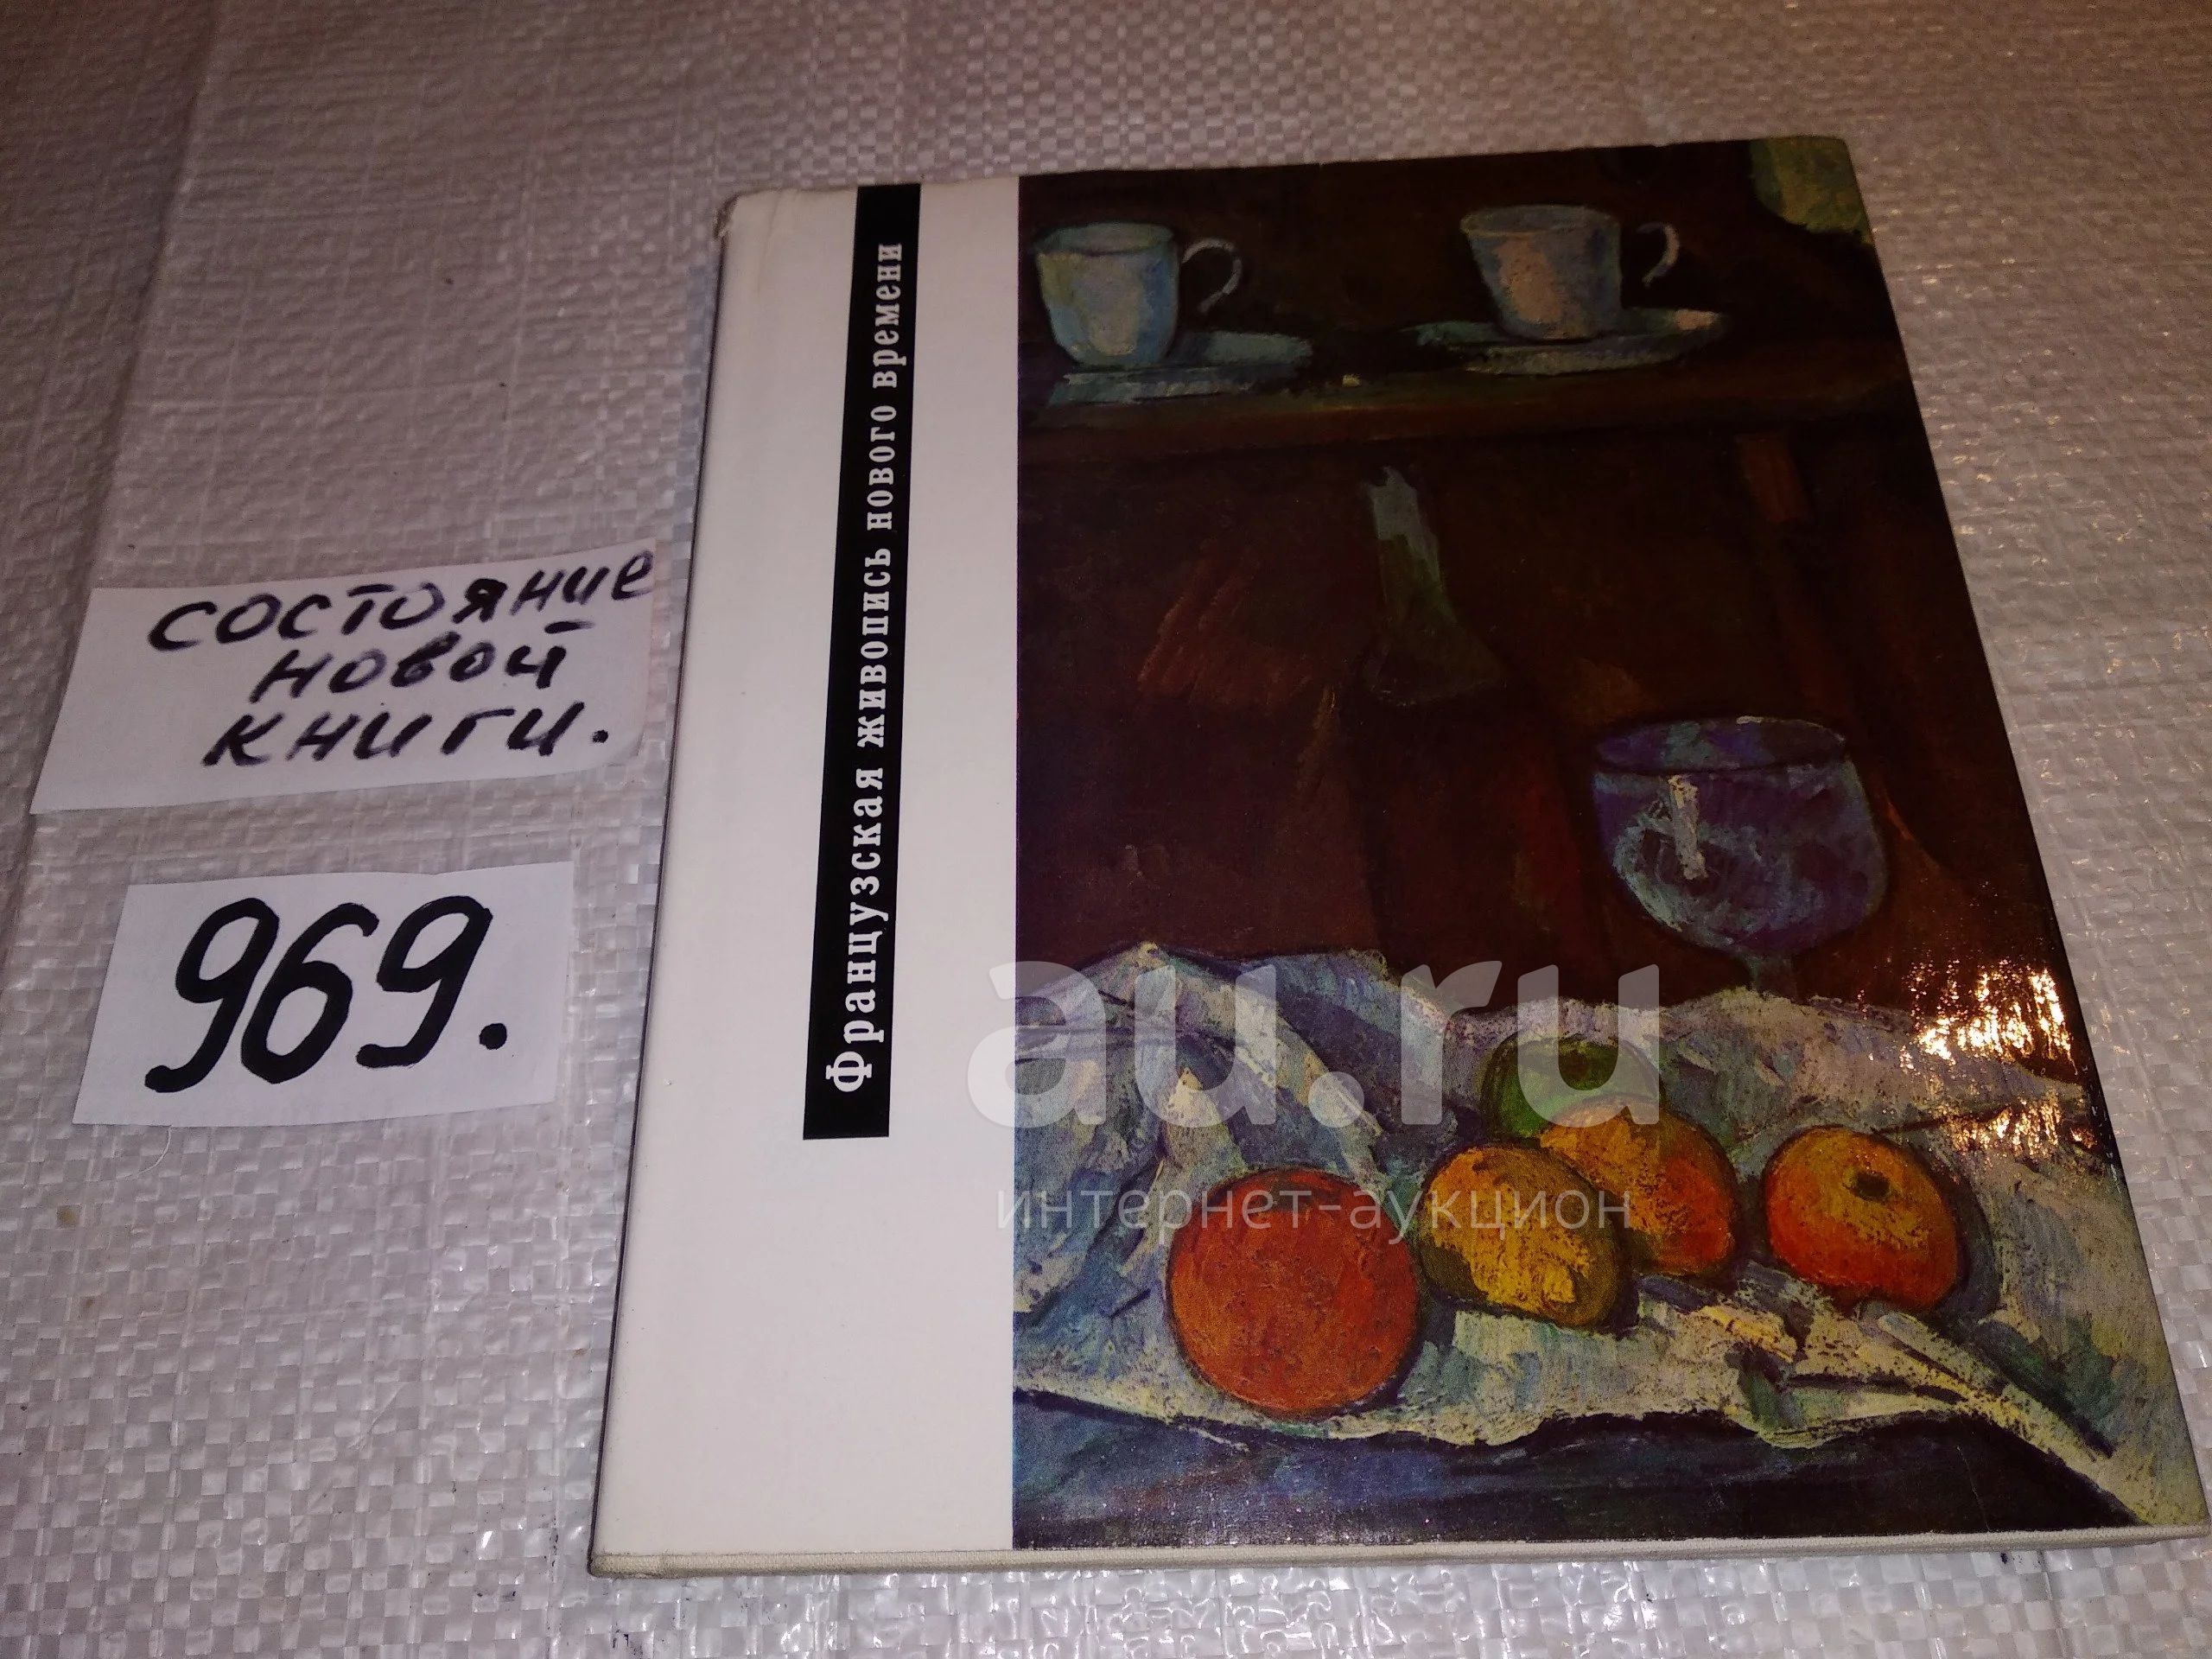 состояние
новой
книги.
969.
Французская живопись нового времени
au.ru
интернет-аукцион